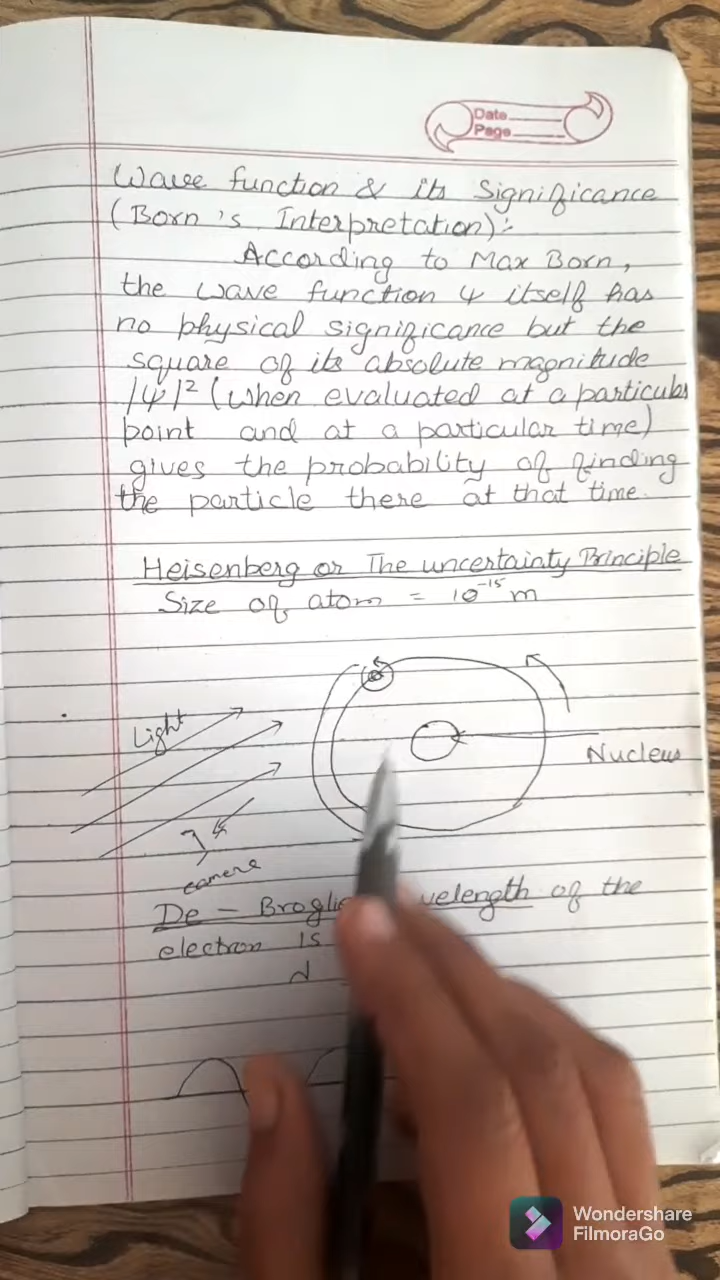 Date
Page
Wave function & its Significance
(Born's Interpretation):-
According to Max Born,
the wave function ψ itself has
no physical significance but the
square of its absolute magnitude
|ψ|² (when evaluated at a particular
point and at a particular time)
gives the probability of finding
the particle there at that time.
Heisenberg or The uncertainty Principle
Size of atom = 10⁻¹⁵ m
Light
Nucleus
camera
De - Broglie velength of the
electron is
Wondershare
FilmoraGo